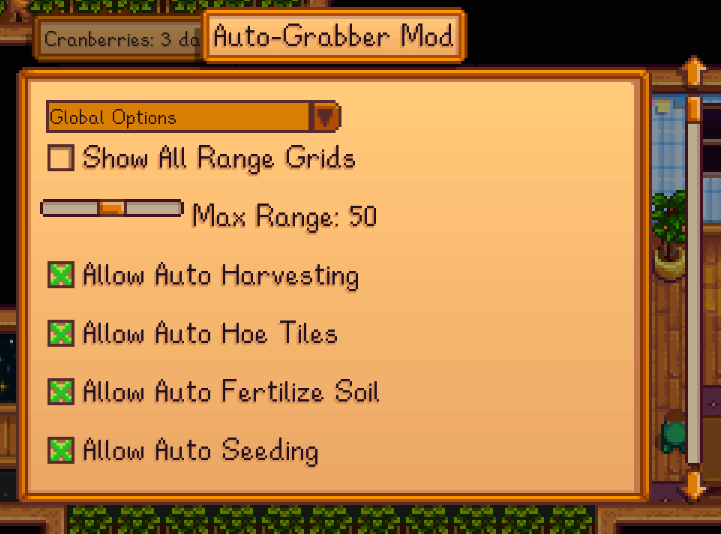 Cranberries: 3 da
Auto-Grabber Mod
Global Options
Show All Range Grids
Max Range: 50
Allow Auto Harvesting
Allow Auto Hoe Tiles
Allow Auto Fertilize Soil
Allow Auto Seeding